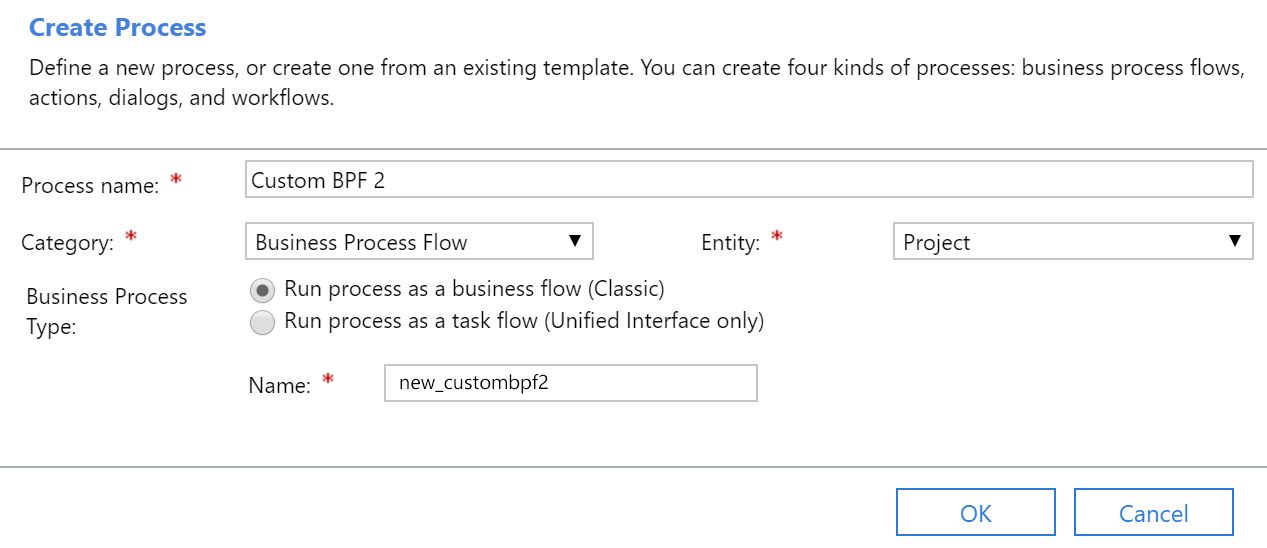 Create Process
Define a new process, or create one from an existing template. You can create four kinds of processes: business process flows,
actions, dialogs, and workflows.
Process name: *
Custom BPF 2
Category: *
Business Process Flow
Entity: *
Project
Business Process
Type:
Run process as a business flow (Classic)
Run process as a task flow (Unified Interface only)
Name: *
new_custombpf2
OK
Cancel